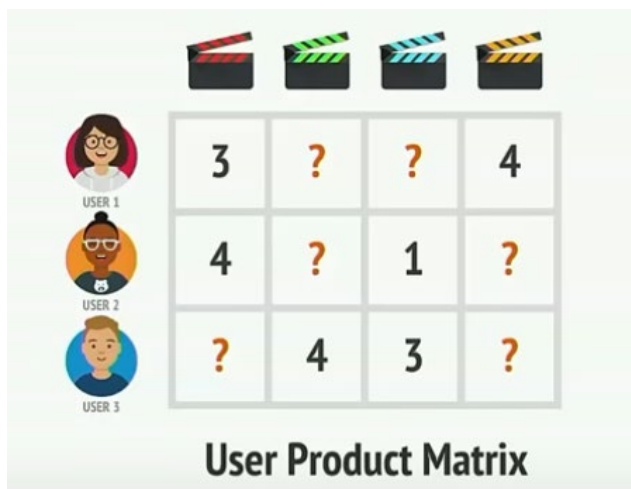 3 ? ? 4
USER 1
4 ? 1 ?
USER 2
? 4 3 ?
USER 3
User Product Matrix